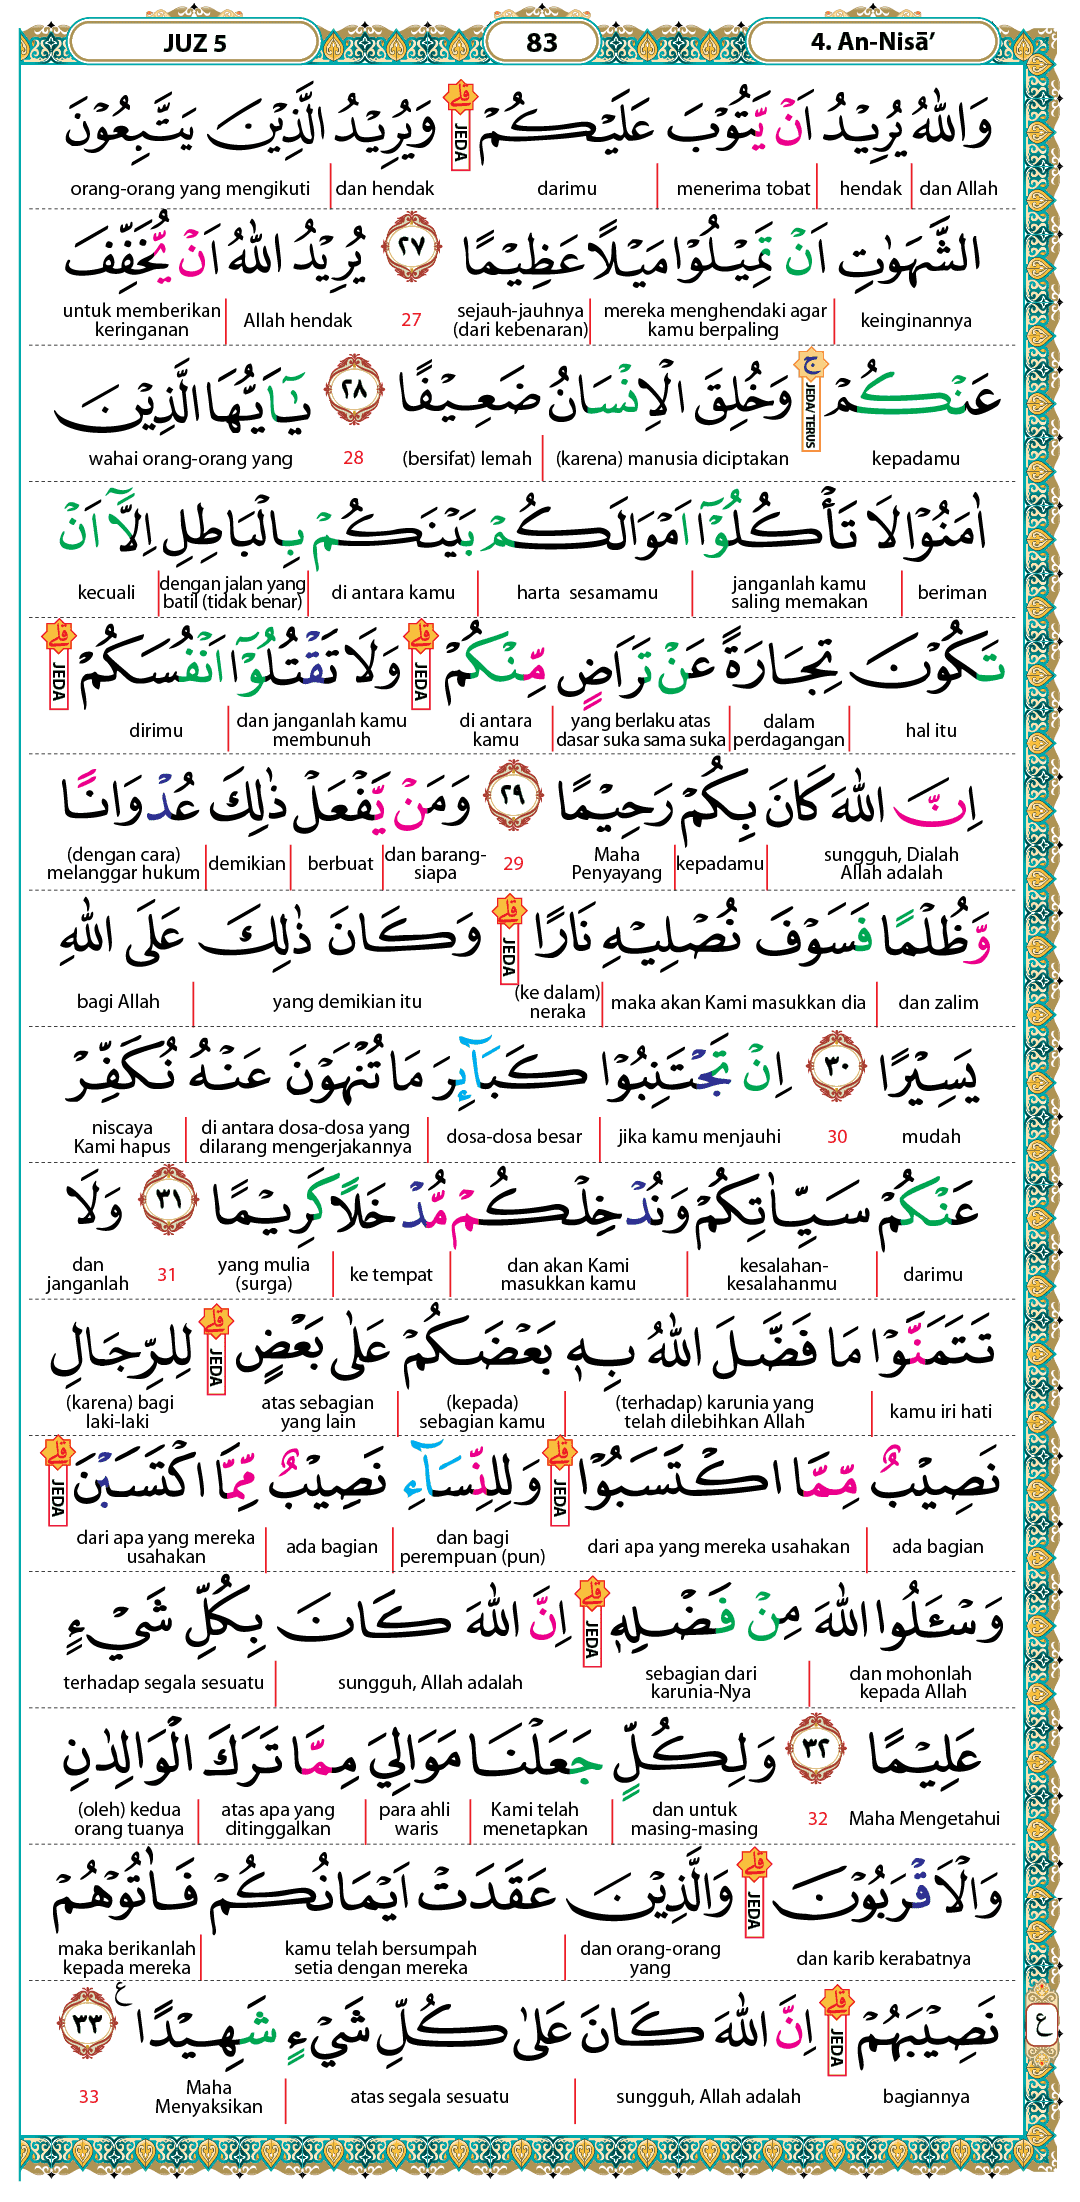 JUZ 5 83 4. An-Nisā’
وَاللّٰهُ يُرِيْدُ اَنْ يَّتُوْبَ عَلَيْكُمْ ۗ وَيُرِيْدُ الَّذِيْنَ يَتَّبِعُوْنَ
JEDA
dan Allah hendak menerima tobat darimu dan hendak orang-orang yang mengikuti
الشَّهَوٰتِ اَنْ تَمِيْلُوْا مَيْلًا عَظِيْمًا ٢٧ يُرِيْدُ اللّٰهُ اَنْ يُّخَفِّفَ
keinginannya mereka menghendaki agar kamu berpaling sejauh-jauhnya (dari kebenaran) 27 Allah hendak untuk memberikan keringanan
عَنْكُمْ ۚ وَخُلِقَ الْاِنْسَانُ ضَعِيْفًا ٢٨ يٰٓاَيُّهَا الَّذِيْنَ
JEDA/TERUS
kepadamu (karena) manusia diciptakan (bersifat) lemah 28 wahai orang-orang yang
اٰمَنُوْا لَا تَأْكُلُوْٓا اَمْوَالَكُمْ بَيْنَكُمْ بِالْبَاطِلِ اِلَّآ اَنْ
beriman janganlah kamu saling memakan harta sesamamu di antara kamu dengan jalan yang batil (tidak benar) kecuali
تَكُوْنَ تِجَارَةً عَنْ تَرَاضٍ مِّنْكُمْ ۗ وَلَا تَقْتُلُوْٓا اَنْفُسَكُمْ ۗ
JEDA JEDA
hal itu dalam perdagangan yang berlaku atas dasar suka sama suka di antara kamu dan janganlah kamu membunuh dirimu
اِنَّ اللّٰهَ كَانَ بِكُمْ رَحِيْمًا ٢٩ وَمَنْ يَّفْعَلْ ذٰلِكَ عُدْوَانًا
sungguh, Dialah Allah adalah kepadamu Maha Penyayang 29 dan barang-siapa berbuat demikian (dengan cara) melanggar hukum
وَّظُلْمًا فَسَوْفَ نُصْلِيْهِ نَارًا ۗ وَكَانَ ذٰلِكَ عَلَى اللّٰهِ
JEDA
dan zalim maka akan Kami masukkan dia (ke dalam) neraka yang demikian itu bagi Allah
يَسِيْرًا ٣٠ اِنْ تَجْتَنِبُوْا كَبَاۤىِٕرَ مَا تُنْهَوْنَ عَنْهُ نُكَفِّرْ
mudah 30 jika kamu menjauhi dosa-dosa besar di antara dosa-dosa yang dilarang mengerjakannya niscaya Kami hapus
عَنْكُمْ سَيِّاٰتِكُمْ وَنُدْخِلْكُمْ مُّدْخَلًا كَرِيْمًا ٣١ وَلَا
darimu kesalahan-kesalahanmu dan akan Kami masukkan kamu ke tempat yang mulia (surga) 31 dan janganlah
تَتَمَنَّوْا مَا فَضَّلَ اللّٰهُ بِهٖ بَعْضَكُمْ عَلٰى بَعْضٍ ۗ لِلرِّجَالِ
JEDA
kamu iri hati (terhadap) karunia yang telah dilebihkan Allah (kepada) sebagian kamu atas sebagian yang lain (karena) bagi laki-laki
نَصِيْبٌ مِّمَّا اكْتَسَبُوْا ۗ وَلِلنِّسَاۤءِ نَصِيْبٌ مِّمَّا اكْتَسَبْنَ ۗ
JEDA JEDA
ada bagian dari apa yang mereka usahakan dan bagi perempuan (pun) ada bagian dari apa yang mereka usahakan
وَسْـَٔلُوا اللّٰهَ مِنْ فَضْلِهٖ ۗ اِنَّ اللّٰهَ كَانَ بِكُلِّ شَيْءٍ
JEDA
dan mohonlah kepada Allah sebagian dari karunia-Nya sungguh, Allah adalah terhadap segala sesuatu
عَلِيْمًا ٣٢ وَلِكُلٍّ جَعَلْنَا مَوَالِيَ مِمَّا تَرَكَ الْوَالِدٰنِ
Maha Mengetahui 32 dan untuk masing-masing Kami telah menetapkan para ahli waris atas apa yang ditinggalkan (oleh) kedua orang tuanya
وَالْاَقْرَبُوْنَ ۗ وَالَّذِيْنَ عَقَدَتْ اَيْمَانُكُمْ فَاٰتُوْهُمْ
JEDA
dan karib kerabatnya dan orang-orang yang kamu telah bersumpah setia dengan mereka maka berikanlah kepada mereka
نَصِيْبَهُمْ ۗ اِنَّ اللّٰهَ كَانَ عَلٰى كُلِّ شَيْءٍ شَهِيْدًا ٣٣ ع
JEDA
ع
bagiannya sungguh, Allah adalah atas segala sesuatu Maha Menyaksikan 33